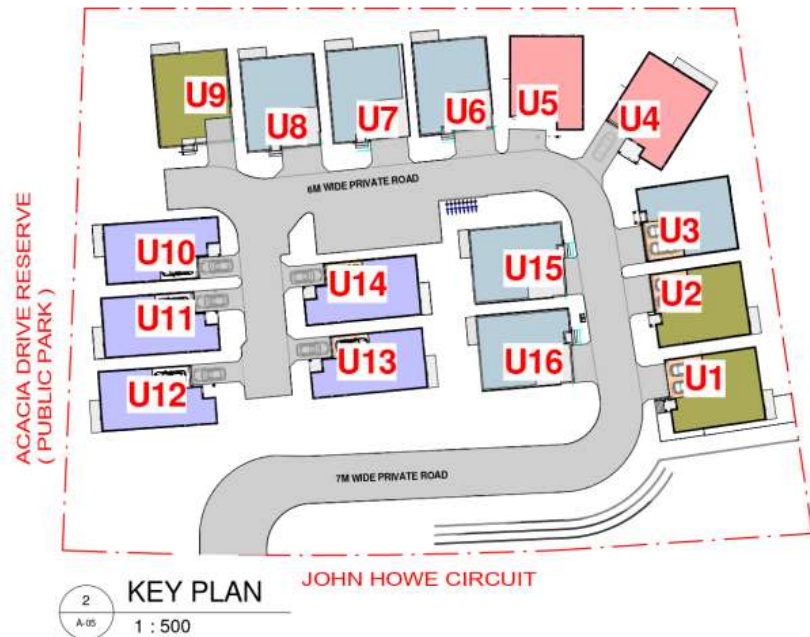 U9
U8
U7
U6
U5
U4
6M WIDE PRIVATE ROAD
U3
U10
U15
U14
U2
U11
U16
U13
U1
U12
ACACIA DRIVE RESERVE
( PUBLIC PARK )
7M WIDE PRIVATE ROAD
JOHN HOWE CIRCUIT
2
A-05
KEY PLAN
1 : 500